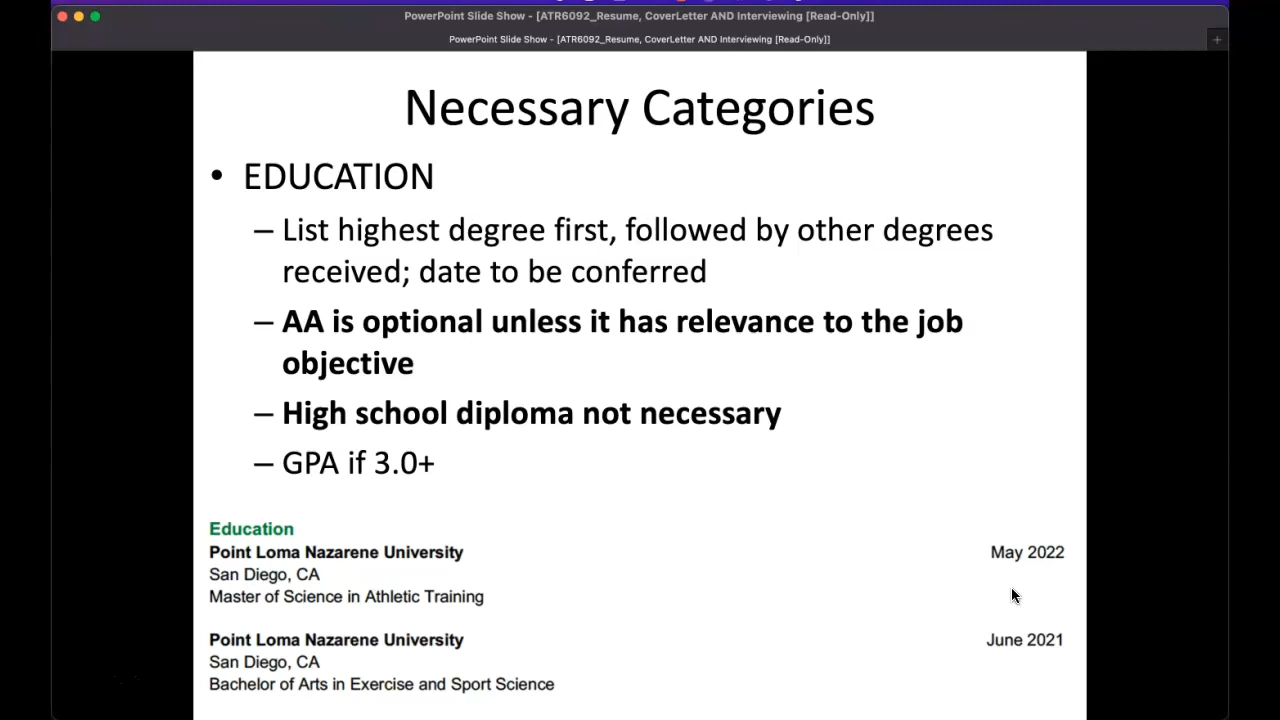 PowerPoint Slide Show - [ATR6092_Resume, CoverLetter AND Interviewing [Read-Only]]
PowerPoint Slide Show - [ATR6092_Resume, CoverLetter AND Interviewing [Read-Only]]
Necessary Categories
• EDUCATION
– List highest degree first, followed by other degrees
received; date to be conferred
– AA is optional unless it has relevance to the job
objective
– High school diploma not necessary
– GPA if 3.0+
Education
Point Loma Nazarene University May 2022
San Diego, CA
Master of Science in Athletic Training
Point Loma Nazarene University June 2021
San Diego, CA
Bachelor of Arts in Exercise and Sport Science